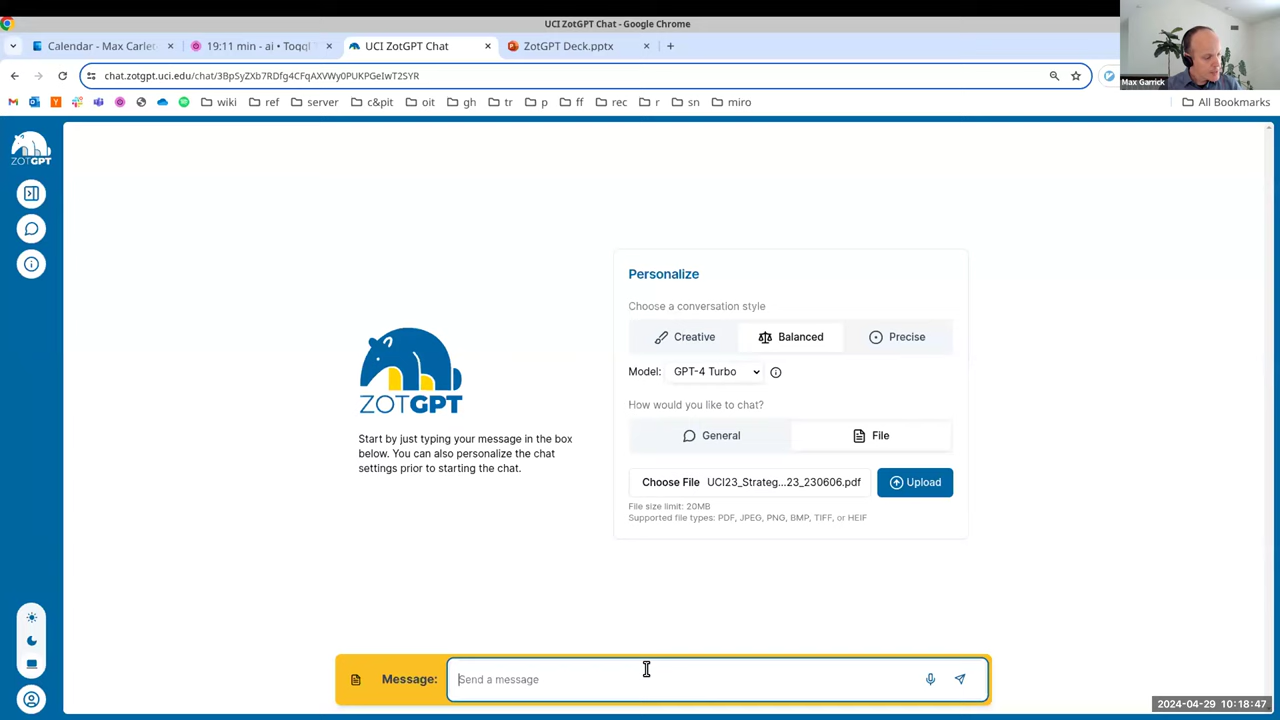 UCI ZotGPT Chat - Google Chrome
Calendar - Max Carlet
19:11 min - ai • Toggl T
UCI ZotGPT Chat
ZotGPT Deck.pptx
chat.zotgpt.uci.edu/chat/3BpSyZXb7RDfg4CFqAXVWy0PUKPGeIwT2SYR
wiki
ref
server
c&pit
oit
gh
tr
p
ff
rec
r
sn
miro
All Bookmarks
Max Garrick
ZOTGPT
Personalize
Choose a conversation style
Creative
Balanced
Precise
Model: GPT-4 Turbo
How would you like to chat?
General
File
Choose File UCI23_Strateg...23_230606.pdf
Upload
File size limit: 20MB
Supported file types: PDF, JPEG, PNG, BMP, TIFF, or HEIF
ZOTGPT
Start by just typing your message in the box
below. You can also personalize the chat
settings prior to starting the chat.
Message:
Send a message
2024-04-29 10:18:47